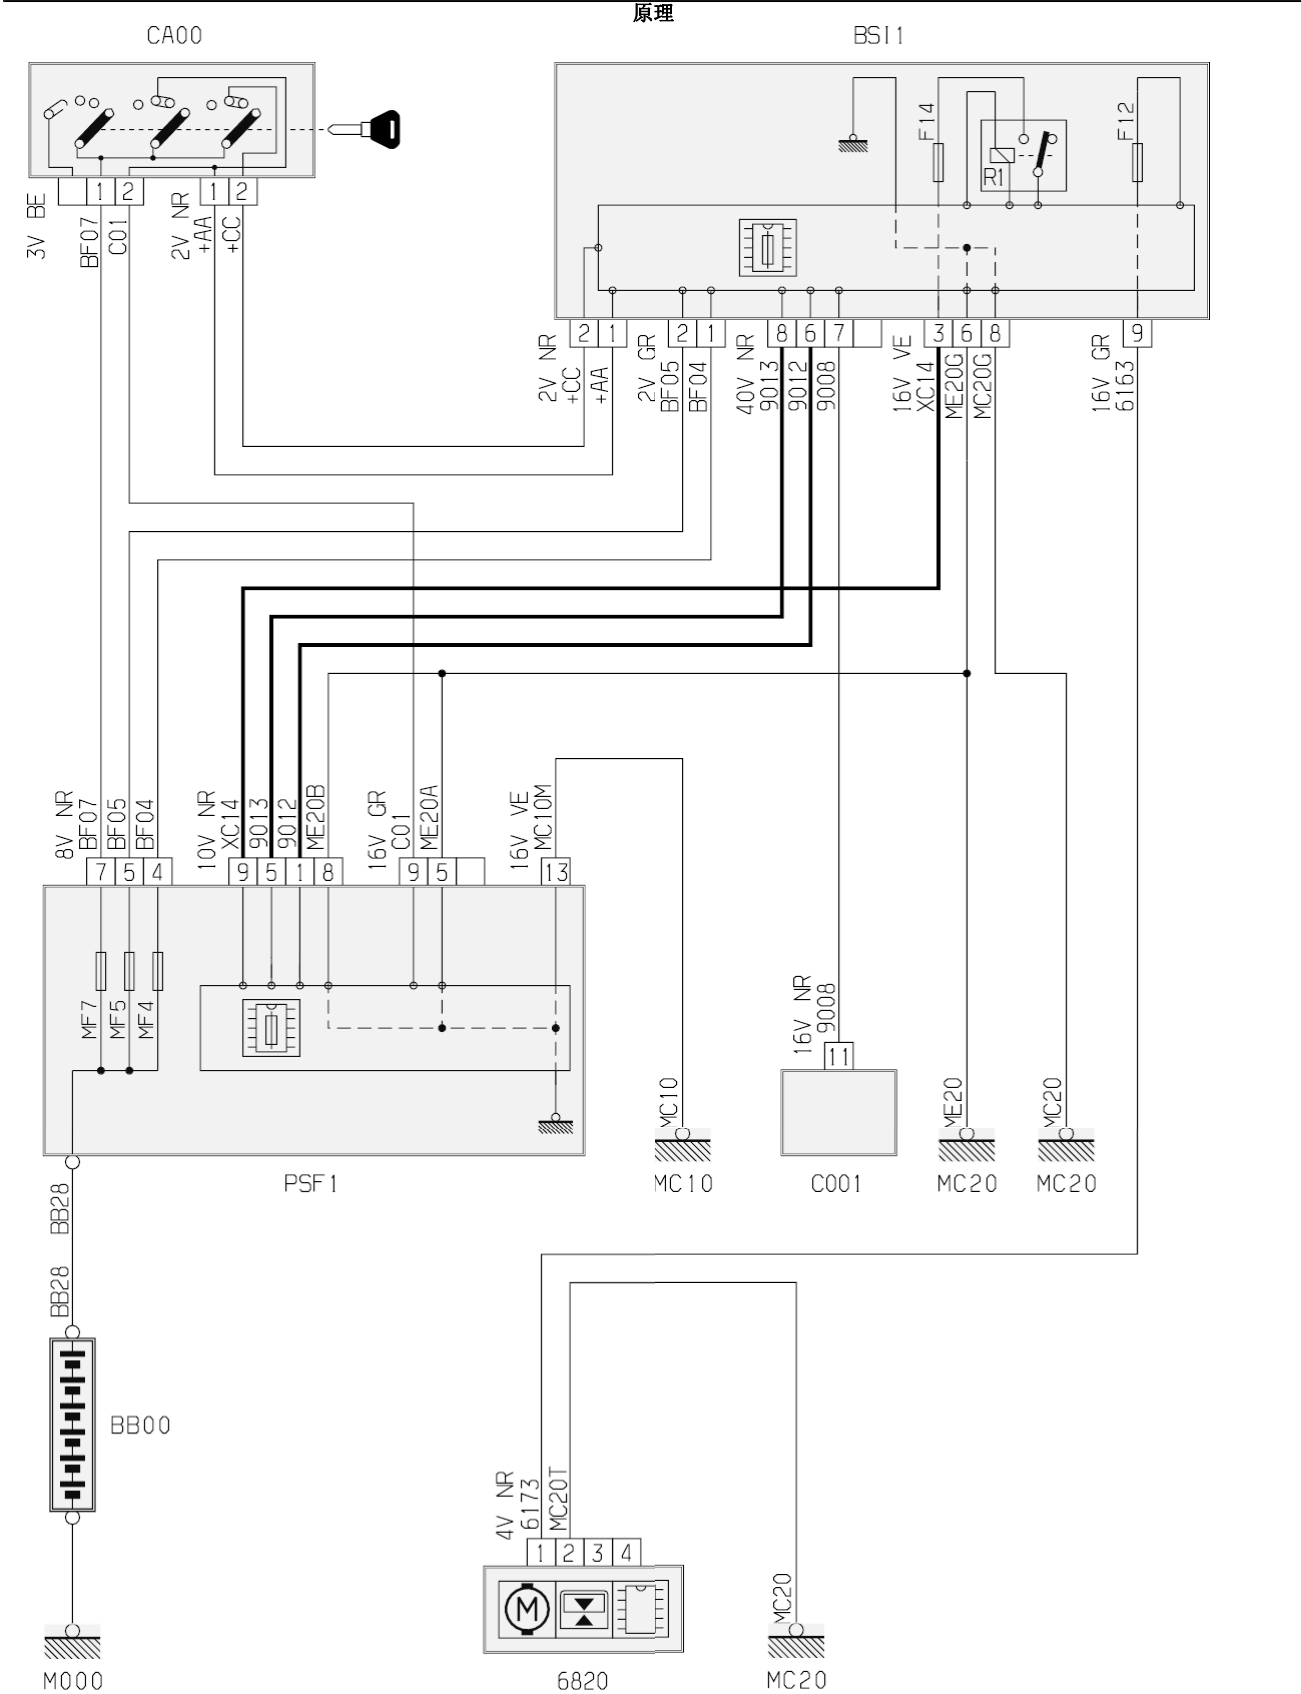 原理
CA00
BSI1
F14
F12
R1
1
2
1
2
3V BE
BF07
C01
2V NR
+AA
+CC
2
1
2
1
8
6
7
3
6
8
9
2V NR
+CC
+AA
2V GR
BF05
BF04
40V NR
9013
9012
9008
16V VE
XC14
ME20G
MC20G
16V GR
6163
8V NR
BF07
BF05
BF04
10V NR
XC14
9013
9012
ME20B
16V GR
C01
ME20A
16V VE
MC10M
7
5
4
9
5
1
8
9
5
13
MF7
MF5
MF4
16V NR
9008
11
MC10
ME20
MC20
PSF1
MC10
C001
MC20
MC20
BB28
BB28
BB00
4V NR
6173
MC20T
1
2
3
4
M
MC20
M000
6820
MC20